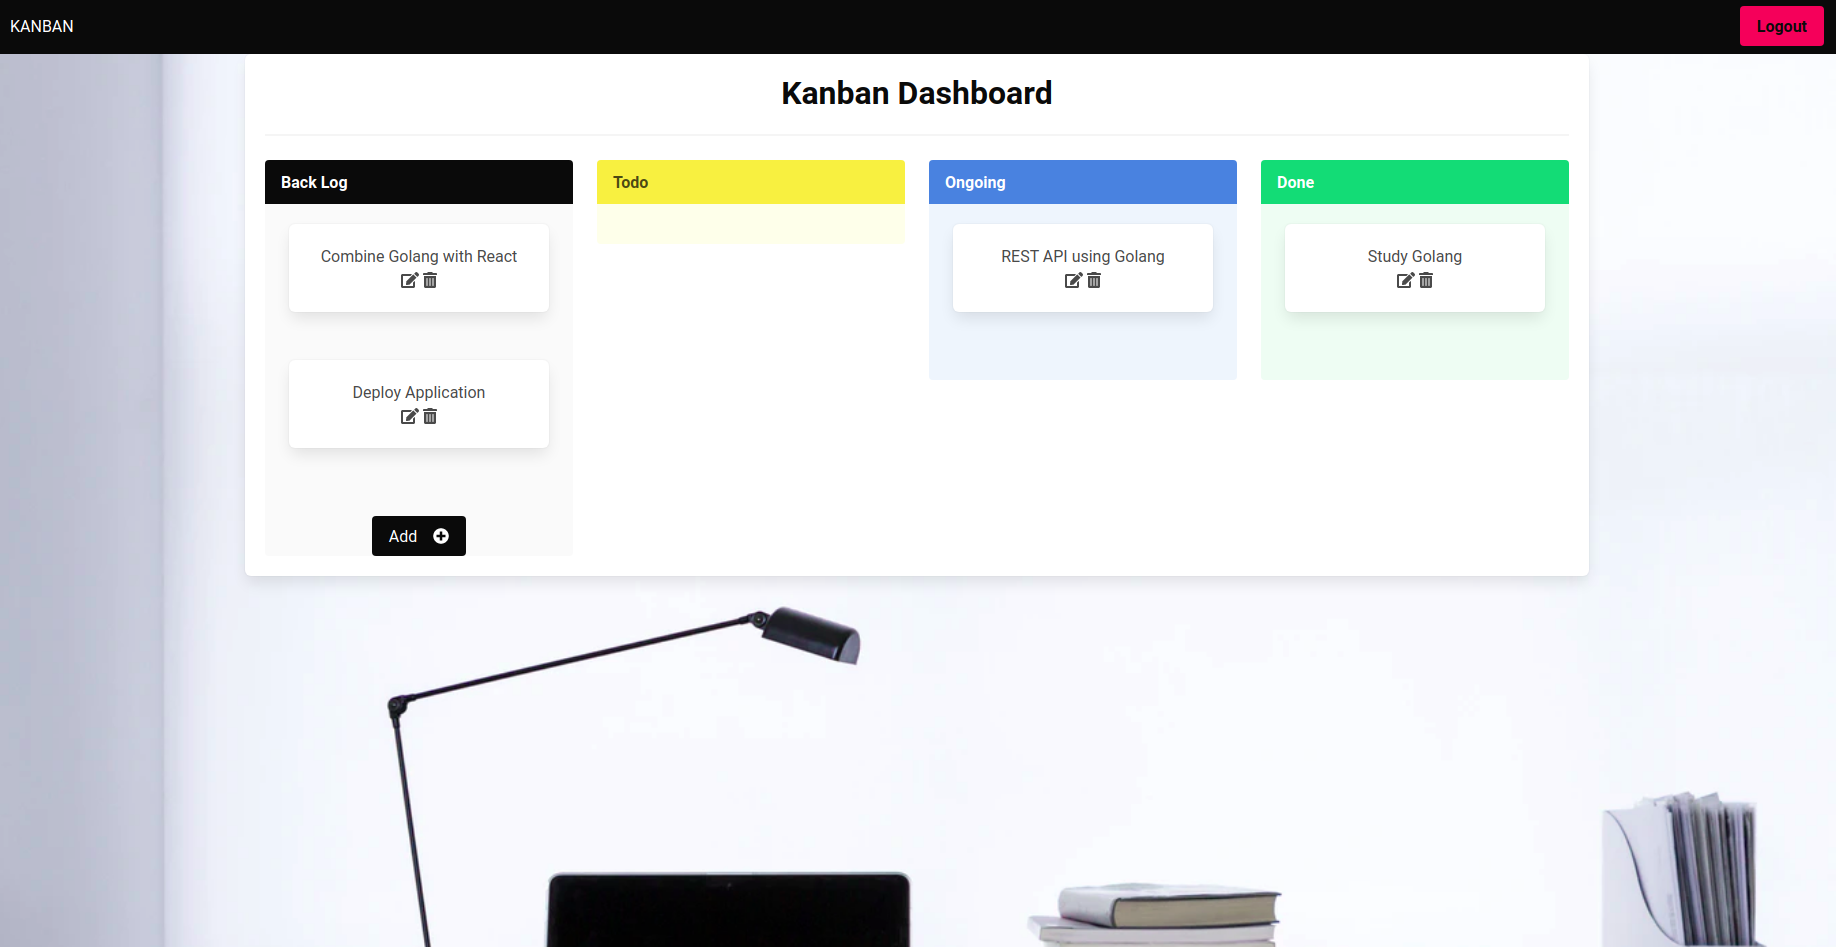 KANBAN
Logout
Kanban Dashboard
Back Log
Combine Golang with React
Deploy Application
Add
Todo
Ongoing
REST API using Golang
Done
Study Golang